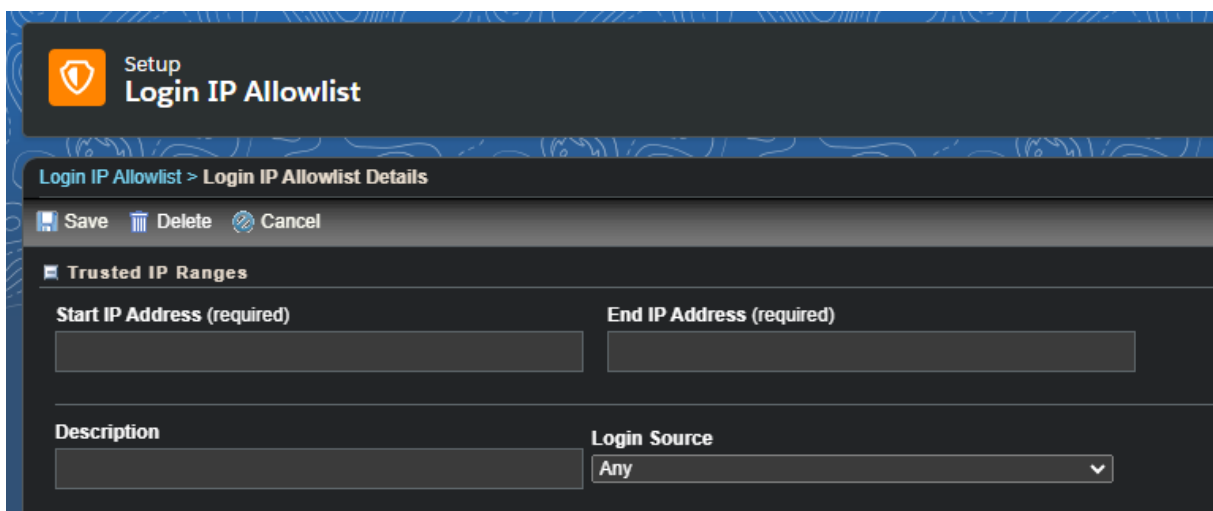 Setup
Login IP Allowlist
Login IP Allowlist > Login IP Allowlist Details
Save Delete Cancel
Trusted IP Ranges
Start IP Address (required) End IP Address (required)
Description Login Source
Any